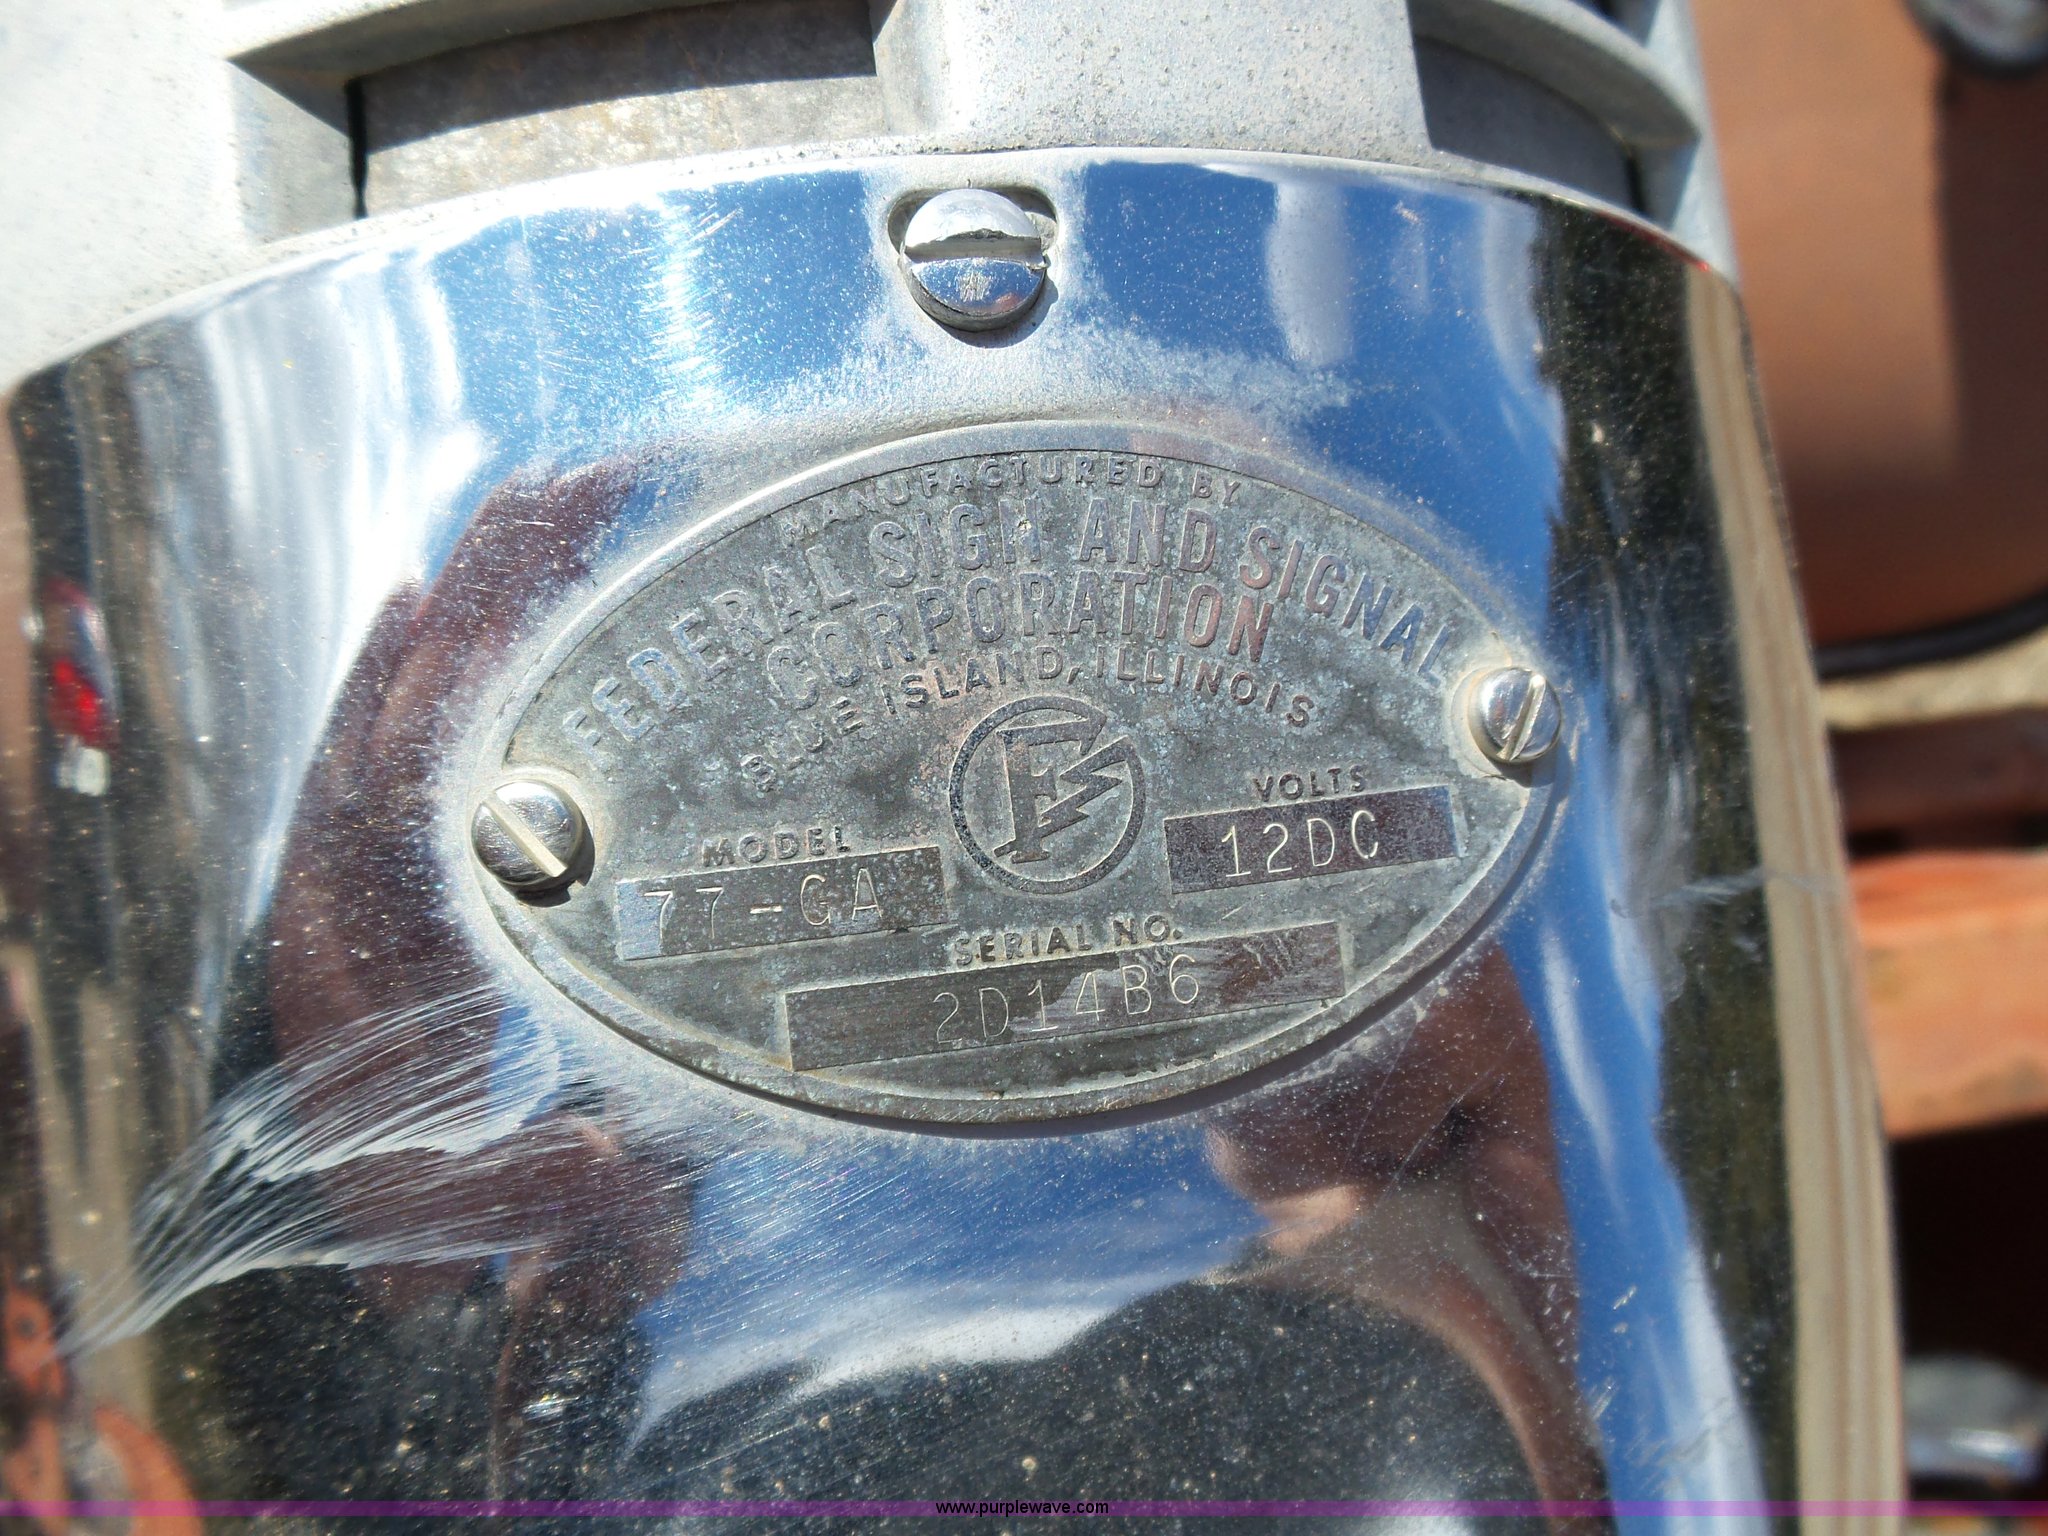 MANUFACTURED BY
FEDERAL SIGN AND SIGNAL
CORPORATION
BLUE ISLAND, ILLINOIS
F
MODEL
77-GA
VOLTS
12DC
SERIAL NO.
2D14B6
www.purplewave.com